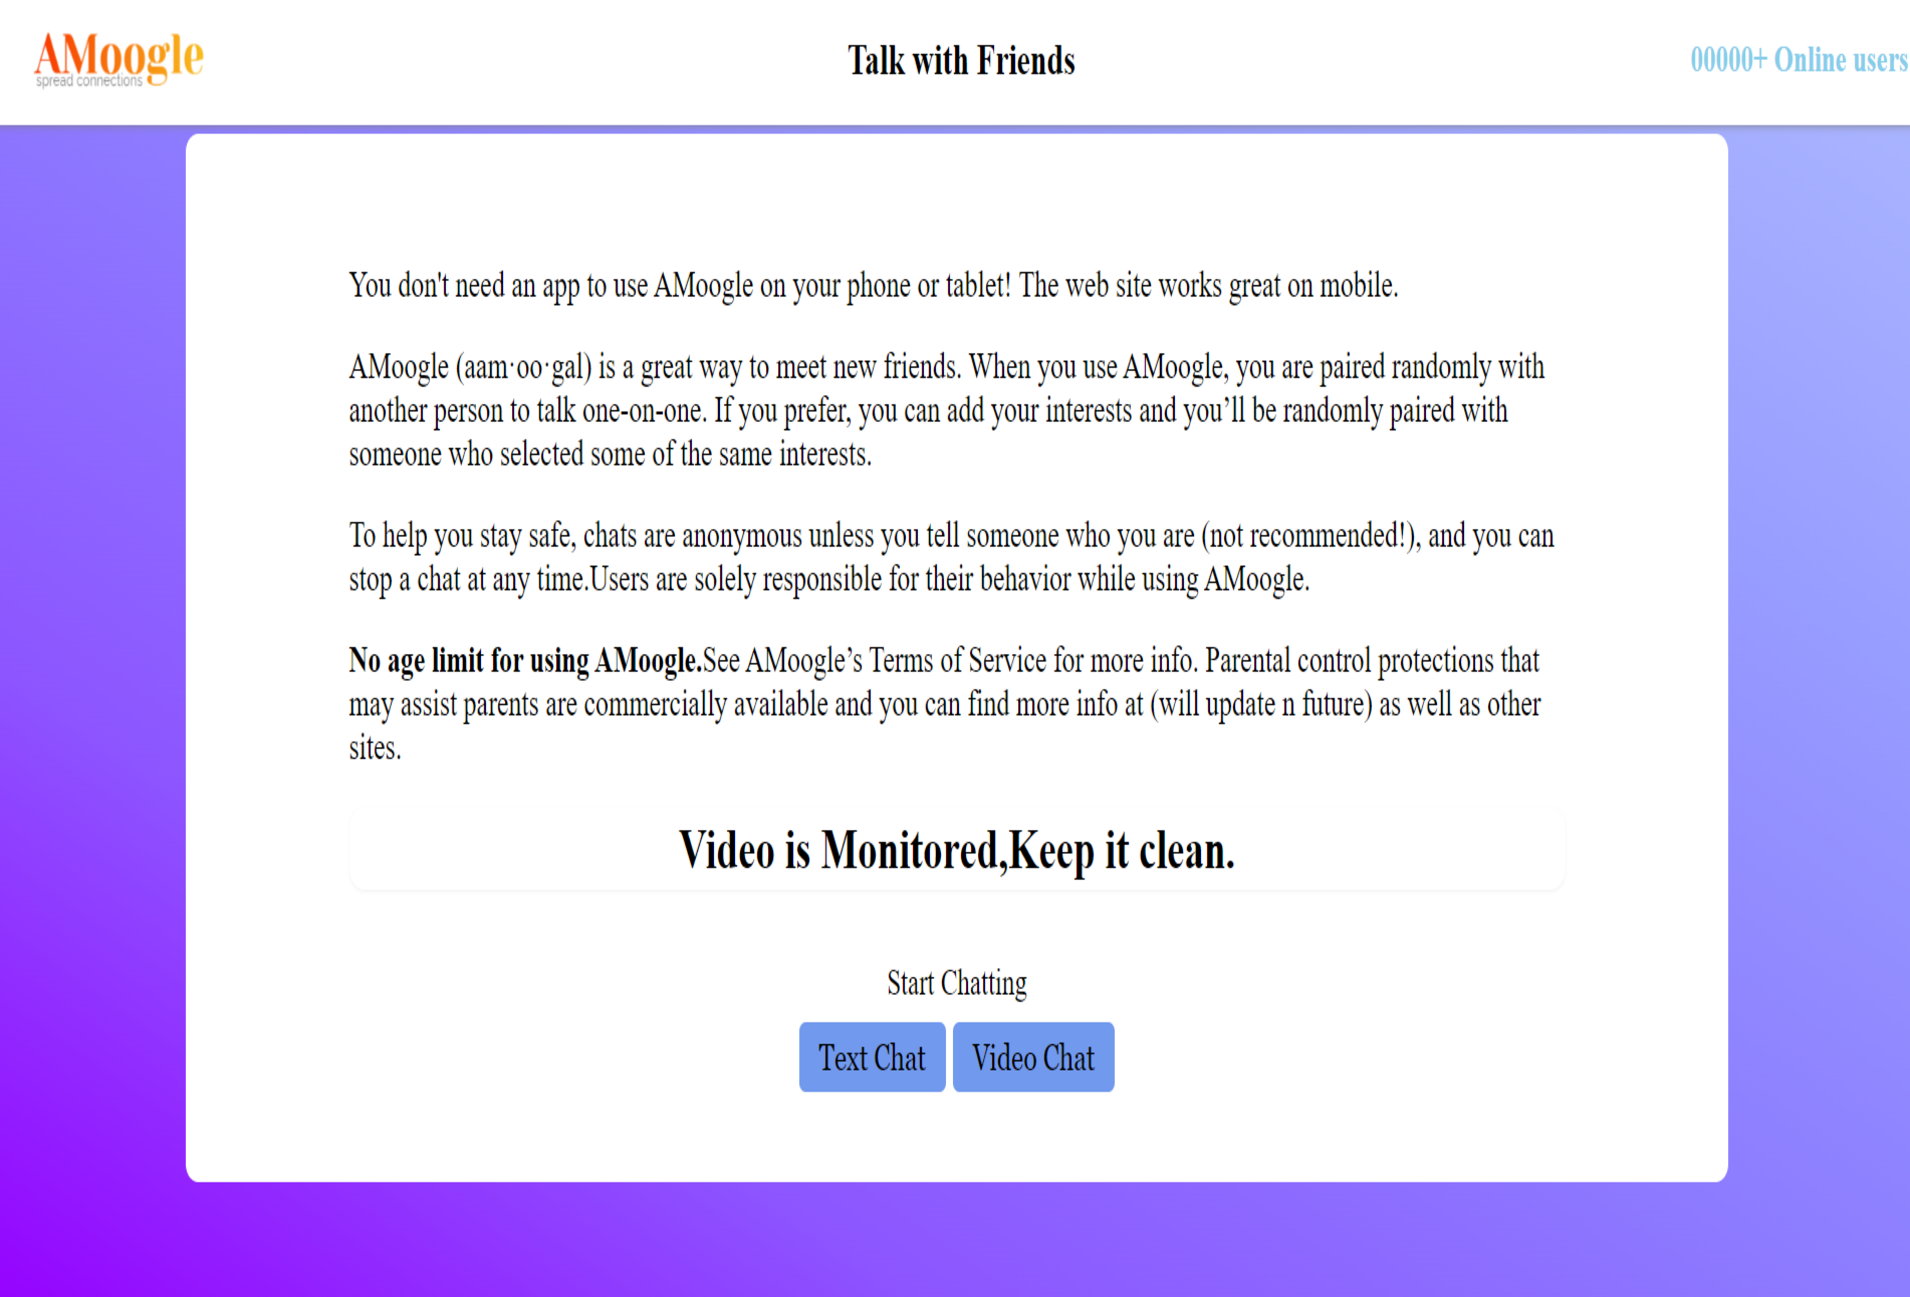 AMoogle
spread connections
Talk with Friends
00000+ Online users
You don't need an app to use AMoogle on your phone or tablet! The web site works great on mobile.
AMoogle (aam·oo·gal) is a great way to meet new friends. When you use AMoogle, you are paired randomly with
another person to talk one-on-one. If you prefer, you can add your interests and you’ll be randomly paired with
someone who selected some of the same interests.
To help you stay safe, chats are anonymous unless you tell someone who you are (not recommended!), and you can
stop a chat at any time.Users are solely responsible for their behavior while using AMoogle.
No age limit for using AMoogle.See AMoogle’s Terms of Service for more info. Parental control protections that
may assist parents are commercially available and you can find more info at (will update n future) as well as other
sites.
Video is Monitored,Keep it clean.
Start Chatting
Text Chat
Video Chat